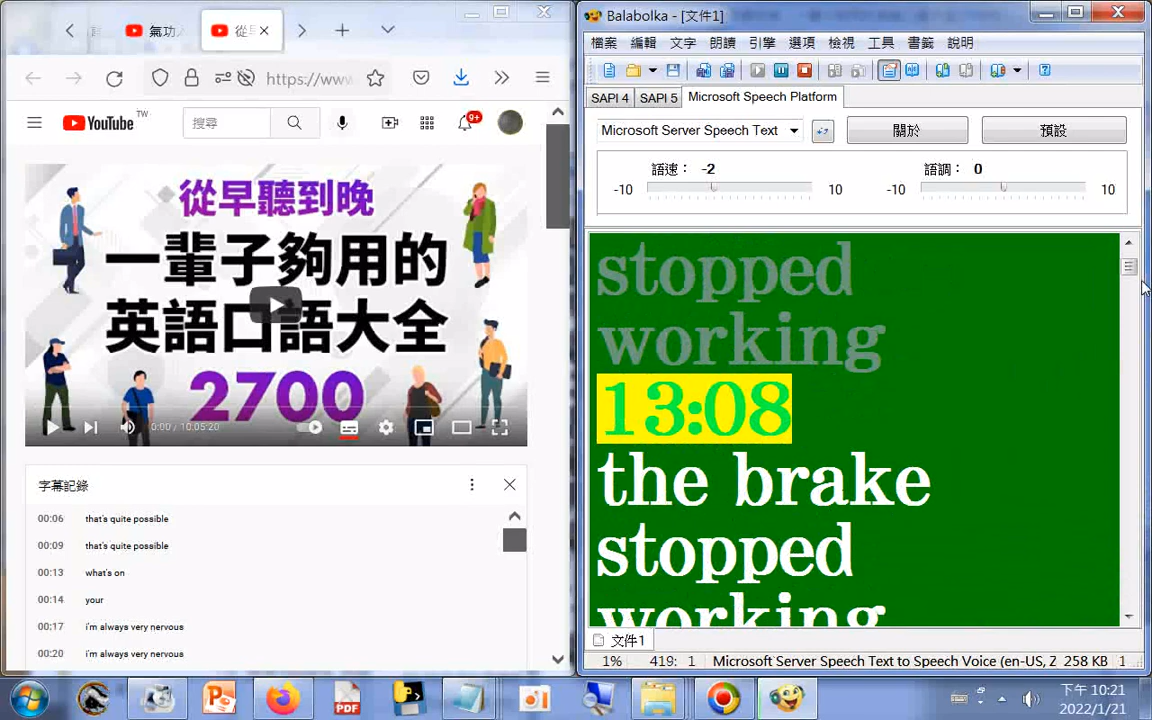 氣功
從
https://www
YouTube TW
搜尋
9+
從早聽到晚
一輩子夠用的
英語口語大全
2700
0:00 / 10:05:20
字幕記錄
00:06 that's quite possible
00:09 that's quite possible
00:13 what's on
00:14 your
00:17 i'm always very nervous
00:20 i'm always very nervous
Balabolka - [文件1]
檔案 編輯 文字 朗讀 引擎 選項 檢視 工具 書籤 說明
SAPI 4 SAPI 5 Microsoft Speech Platform
Microsoft Server Speech Text 關於 預設
語速： -2 語調： 0
-10 10 -10 10
stopped
working
13:08
the brake
stopped
working
文件1
1% 419: 1 Microsoft Server Speech Text to Speech Voice (en-US, Z 258 KB 1
PDF
下午 10:21
2022/1/21